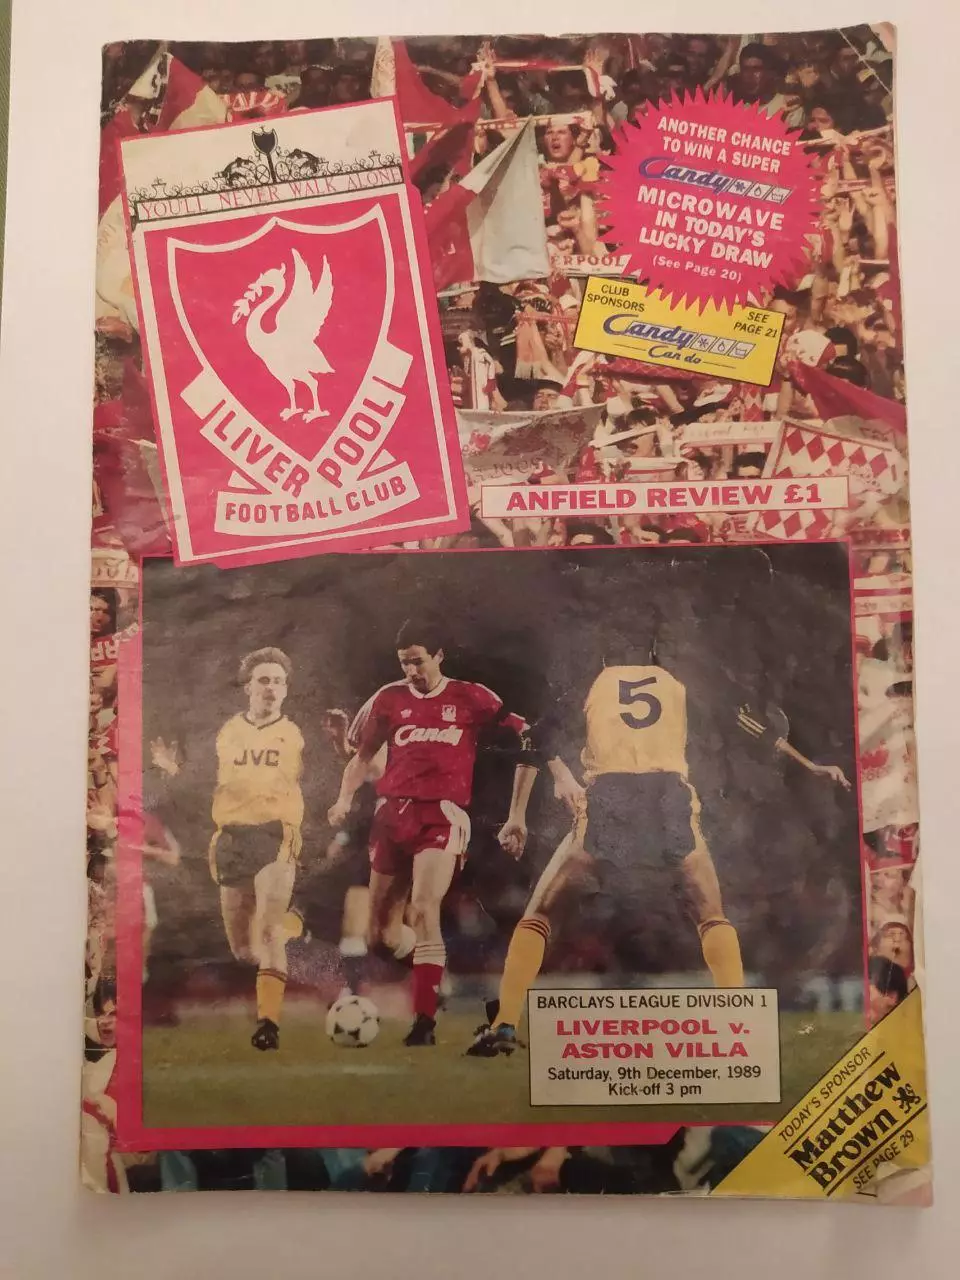 YOU'LL NEVER WALK ALONE
LIVERPOOL
FOOTBALL CLUB
ANOTHER CHANCE
TO WIN A SUPER
Candy
MICROWAVE
IN TODAY'S
LUCKY DRAW
(See Page 20)
CLUB
SPONSORS
SEE
PAGE 21
Candy
Can do
ERPOOL
ANFIELD REVIEW £1
JVC
Candy
5
BARCLAYS LEAGUE DIVISION 1
LIVERPOOL v.
ASTON VILLA
Saturday, 9th December, 1989
Kick-off 3 pm
TODAY'S SPONSOR
Matthew
Brown
SEE PAGE 29